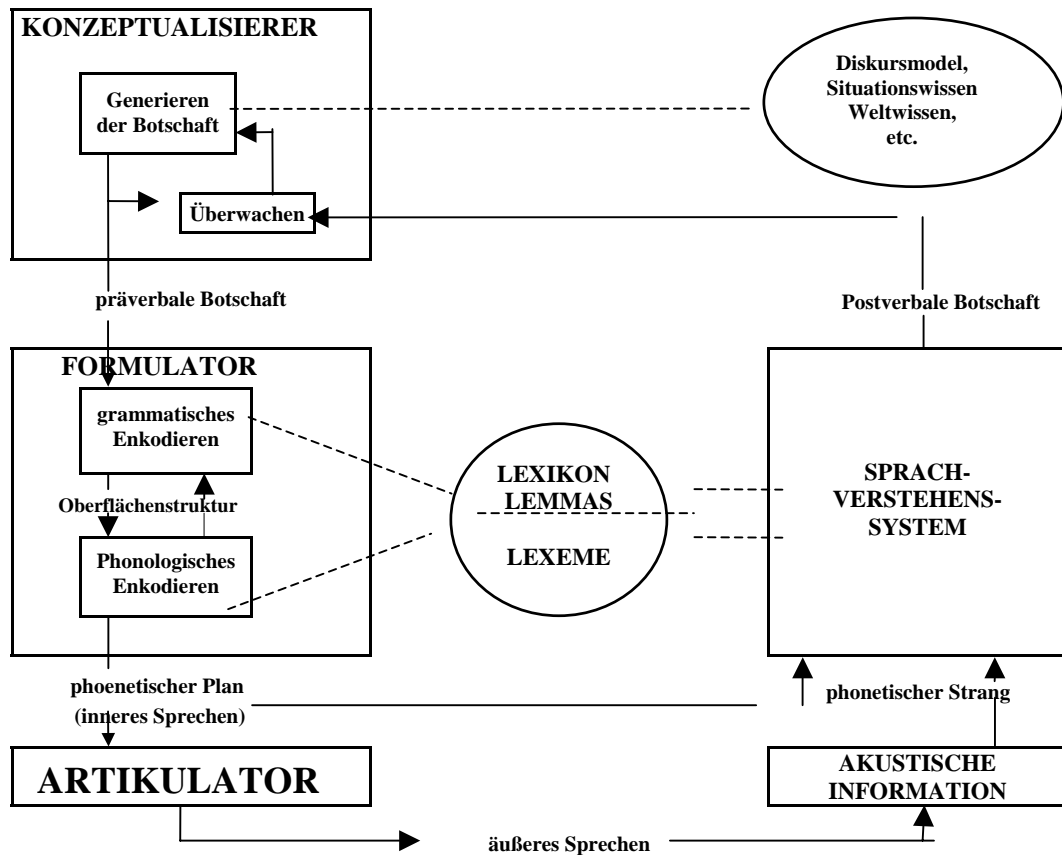 KONZEPTUALISIERER
Generieren
der Botschaft
Überwachen
Diskursmodel,
Situationswissen
Weltwissen,
etc.
präverbale Botschaft
Postverbale Botschaft
FORMULATOR
grammatisches
Enkodieren
Oberflächenstruktur
Phonologisches
Enkodieren
LEXIKON
LEMMAS
LEXEME
SPRACH-
VERSTEHENS-
SYSTEM
phoenetischer Plan
(inneres Sprechen)
phonetischer Strang
ARTIKULATOR
AKUSTISCHE
INFORMATION
äußeres Sprechen